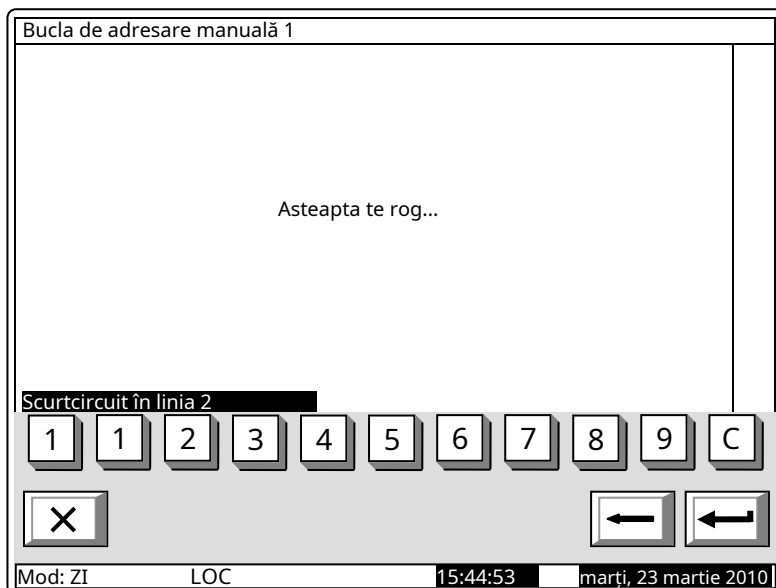 Bucla de adresare manuală 1
Asteapta te rog...
Scurtcircuit în linia 2
1 1 2 3 4 5 6 7 8 9 C
Mod: ZI LOC 15:44:53 marți, 23 martie 2010